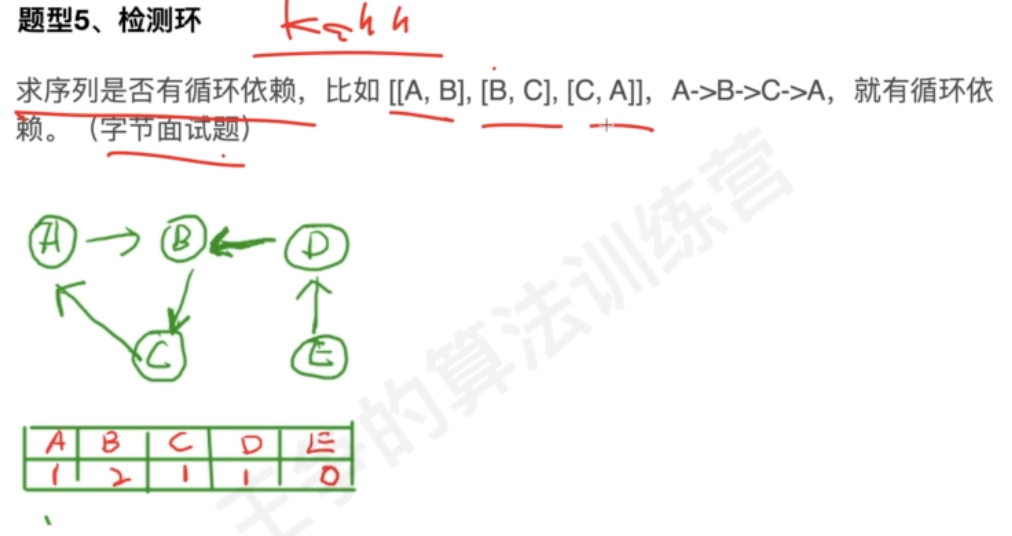 题型5、检测环 Kahn
求序列是否有循环依赖，比如 [[A, B], [B, C], [C, A]]，A->B->C->A，就有循环依
赖。（字节面试题）
A B D
C E
A B C D E
1 2 1 1 0
王争的算法训练营